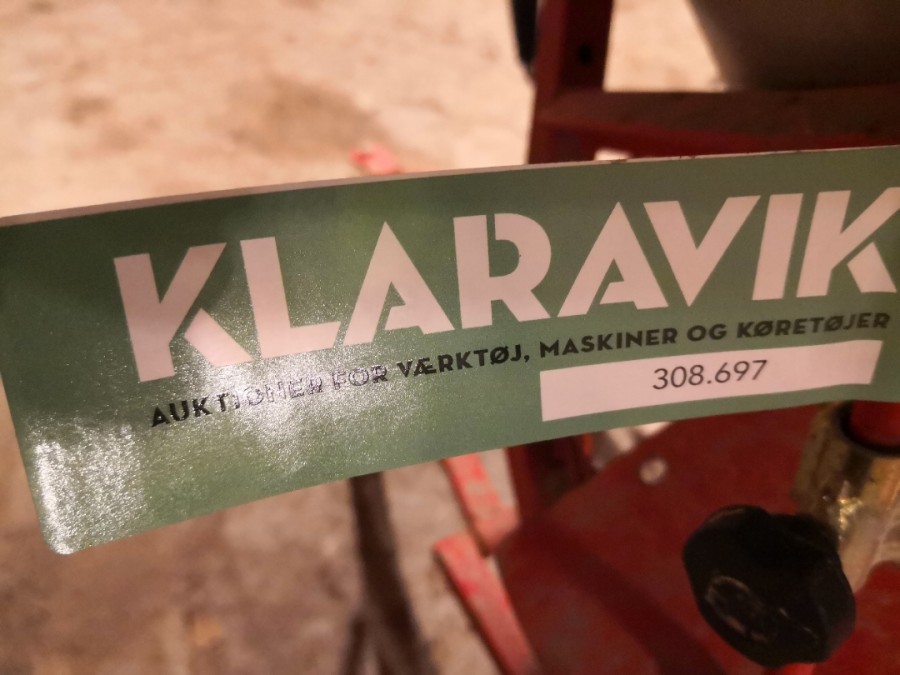 KLARAVIK
AUKTIONER FOR VÆRKTØJ, MASKINER OG KØRETØJER
308.697